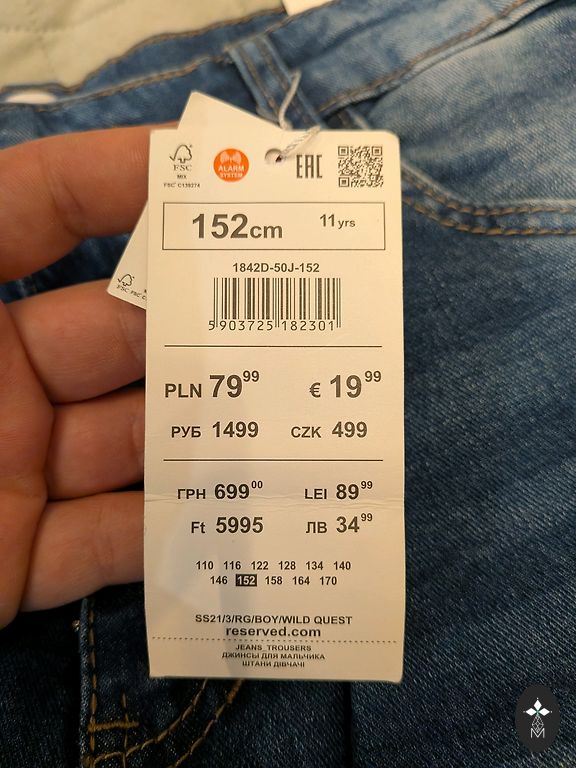 FSC
MIX
FSC® C139274
ALARM
SYSTEM
EAC
152cm 11 yrs
1842D-50J-152
5 903725 182301
PLN 79 99 € 19 99
РУБ 1499 CZK 499
ГРН 699 00 LEI 89 99
Ft 5995 ЛВ 34 99
110 116 122 128 134 140
146 152 158 164 170
SS21/3/RG/BOY/WILD QUEST
reserved.com
JEANS_TROUSERS
ДЖИНСЫ ДЛЯ МАЛЬЧИКА
ШТАНИ ДІВЧАЧІ
M